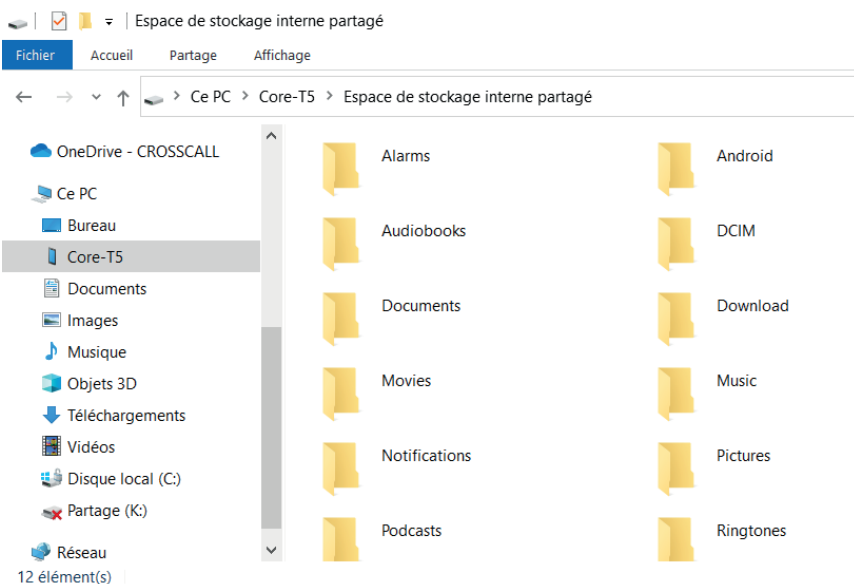 Espace de stockage interne partagé
Fichier Accueil Partage Affichage
Ce PC > Core-T5 > Espace de stockage interne partagé
OneDrive - CROSSCALL
Ce PC
Bureau
Core-T5
Documents
Images
Musique
Objets 3D
Téléchargements
Vidéos
Disque local (C:)
Partage (K:)
Réseau
Alarms Android
Audiobooks DCIM
Documents Download
Movies Music
Notifications Pictures
Podcasts Ringtones
12 élément(s)